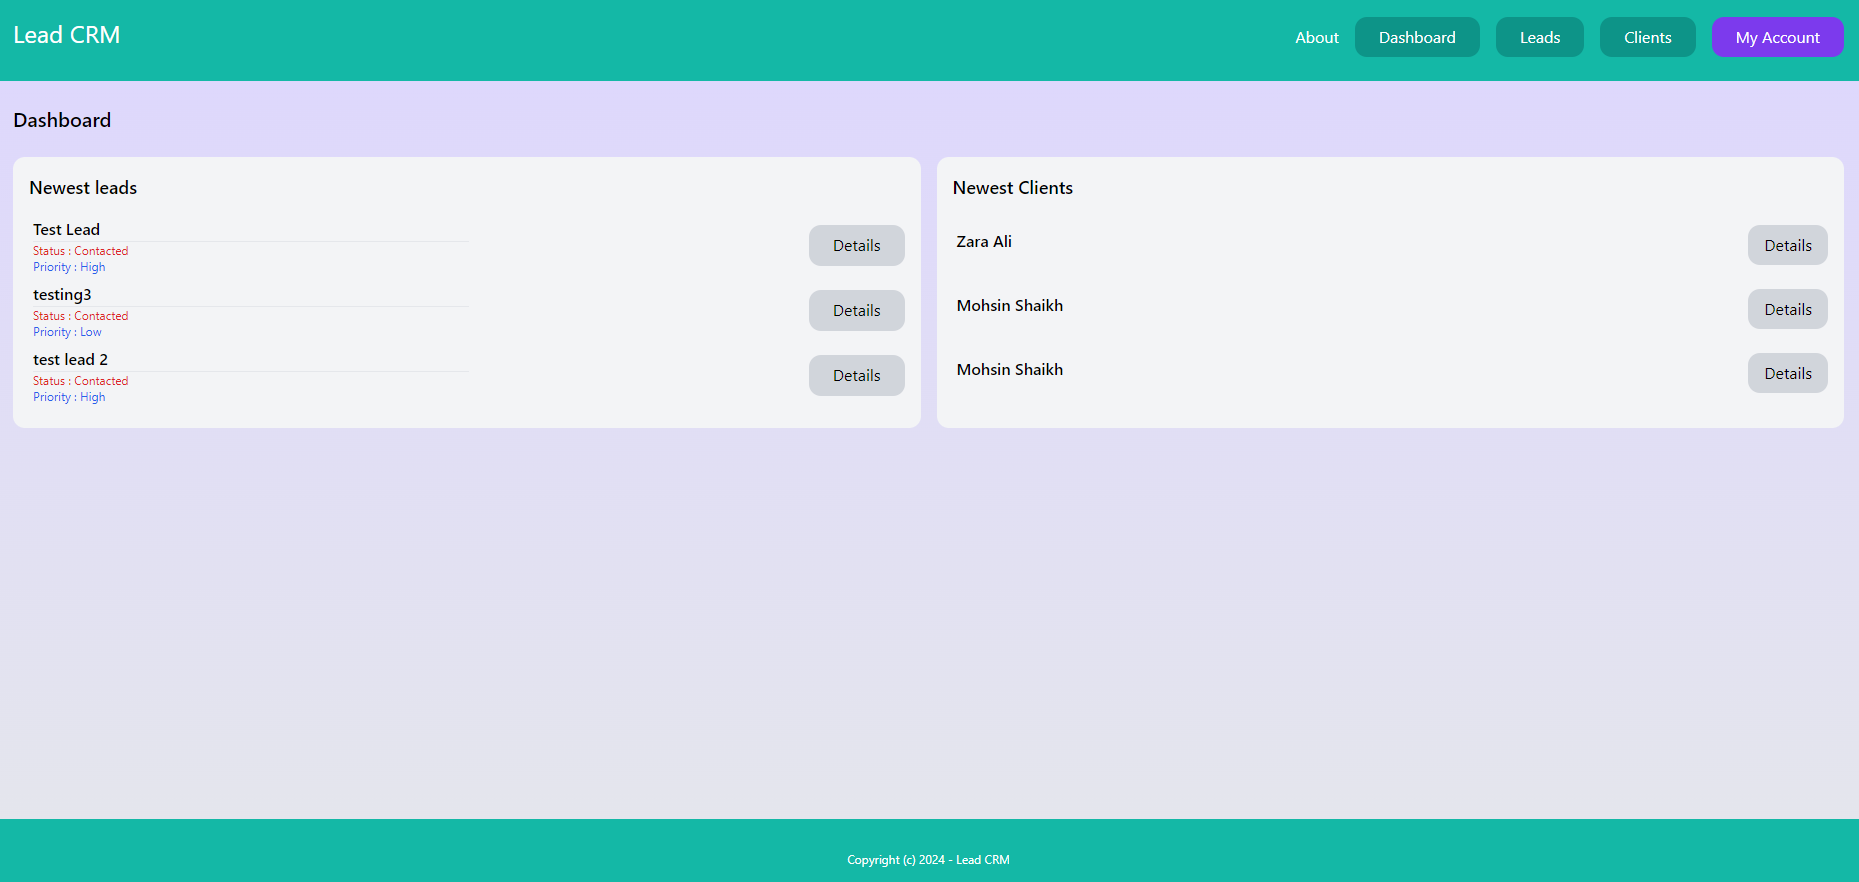 Lead CRM
About Dashboard Leads Clients My Account
Dashboard
Newest leads
Test Lead
Status : Contacted
Priority : High
Details
testing3
Status : Contacted
Priority : Low
Details
test lead 2
Status : Contacted
Priority : High
Details
Newest Clients
Zara Ali
Details
Mohsin Shaikh
Details
Mohsin Shaikh
Details
Copyright (c) 2024 - Lead CRM